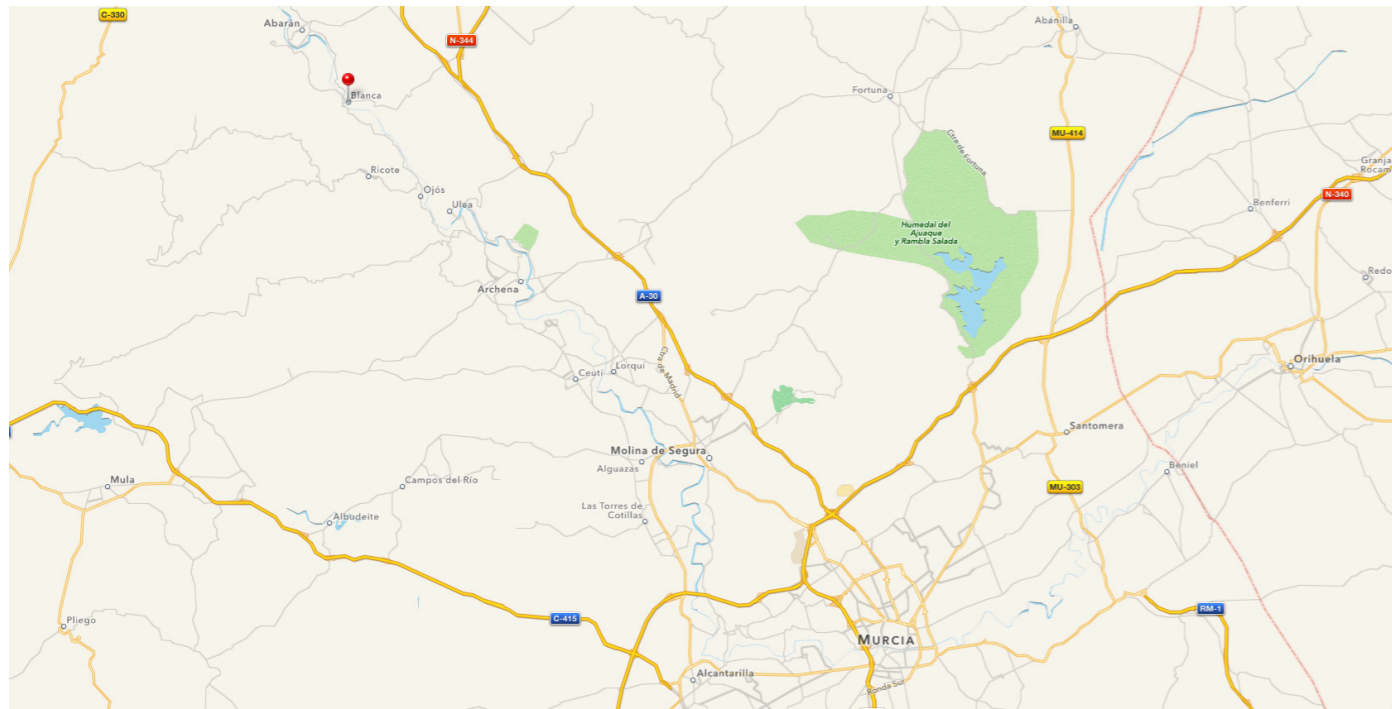 C-330
Abarán
N-344
Abanilla
Blanca
Fortuna
Ctra de Fortuna
MU-414
Granja
Rocam
Ricote
Ojós
Ulea
N-340
Benferri
Humedal del
Ajuaque
y Rambla Salada
Redo
Archena
A-30
Ctra de Madrid
Ceutí
Lorquí
Orihuela
Santomera
Molina de Segura
Alguazas
Beniel
Mula
Campos del Río
MU-303
Las Torres de
Cotillas
Albudeite
RM-1
C-415
Pliego
MURCIA
Alcantarilla
Ronda Sur